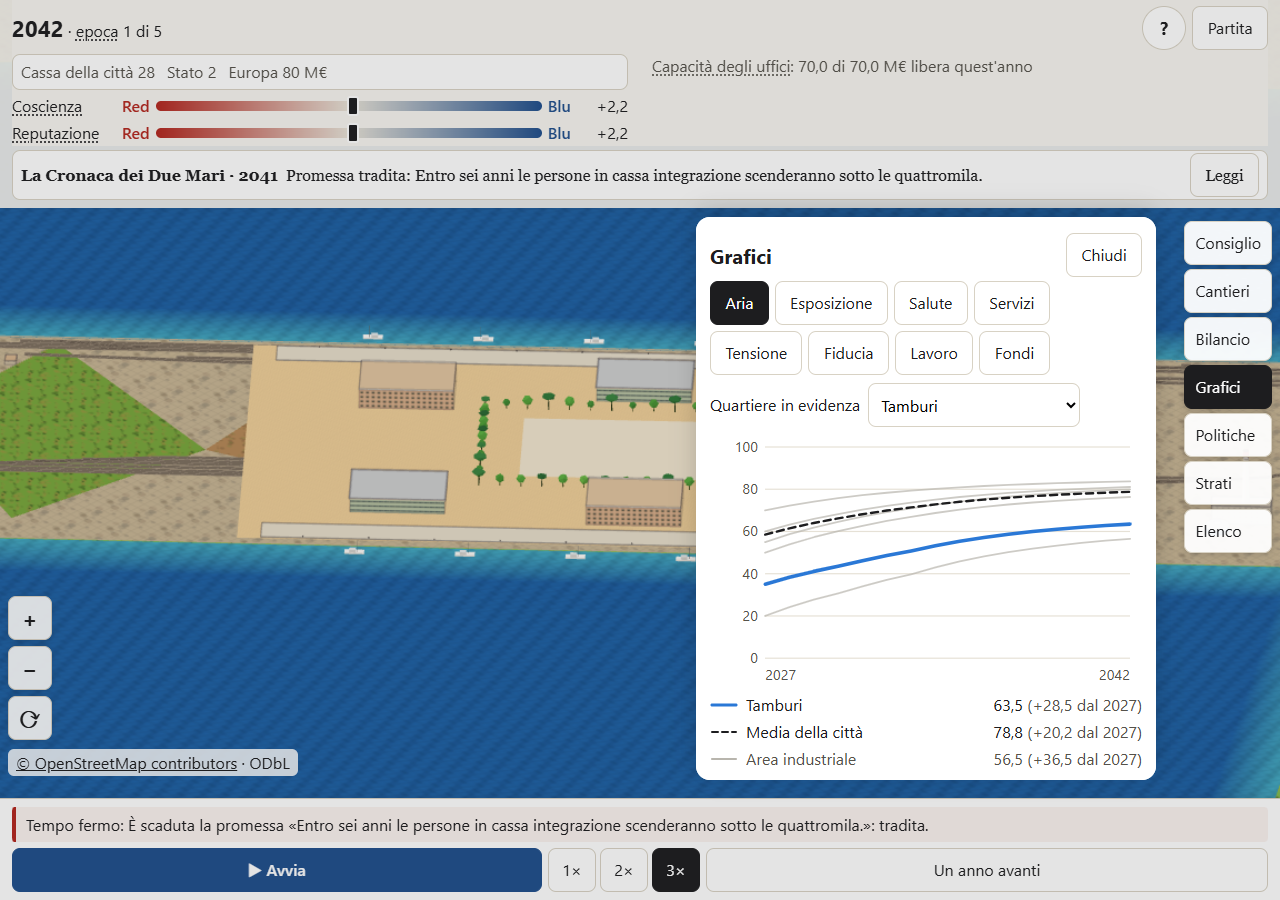 2042 · epoca 1 di 5
?
Partita
Cassa della città 28 Stato 2 Europa 80 M€
Capacità degli uffici: 70,0 di 70,0 M€ libera quest'anno
Coscienza Red Blu +2,2
Reputazione Red Blu +2,2
La Cronaca dei Due Mari · 2041 Promessa tradita: Entro sei anni le persone in cassa integrazione scenderanno sotto le quattromila.
Leggi
Grafici
Chiudi
Aria Esposizione Salute Servizi
Tensione Fiducia Lavoro Fondi
Quartiere in evidenza Tamburi
100
80
60
40
20
0
2027 2042
Tamburi 63,5 (+28,5 dal 2027)
Media della città 78,8 (+20,2 dal 2027)
Area industriale 56,5 (+36,5 dal 2027)
Consiglio
Cantieri
Bilancio
Grafici
Politiche
Strati
Elenco
+
−
© OpenStreetMap contributors · ODbL
Tempo fermo: È scaduta la promessa «Entro sei anni le persone in cassa integrazione scenderanno sotto le quattromila.»: tradita.
▶ Avvia 1× 2× 3× Un anno avanti